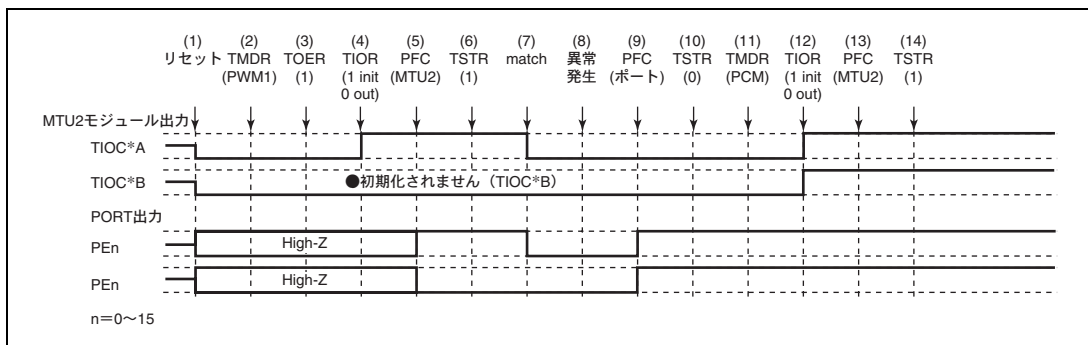 (1) (2) (3) (4) (5) (6) (7) (8) (9) (10) (11) (12) (13) (14)
リセット TMDR TOER TIOR PFC TSTR match 異常 PFC TSTR TMDR TIOR PFC TSTR
(PWM1) (1) (1 init (MTU2) (1) 発生 (ポート) (0) (PCM) (1 init (MTU2) (1)
0 out) 0 out)
MTU2モジュール出力
TIOC*A
TIOC*B ●初期化されません（TIOC*B）
PORT出力
PEn High-Z
PEn High-Z
n＝0～15